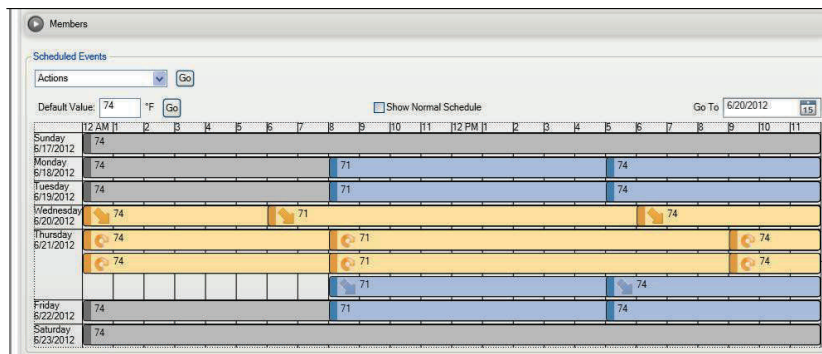 Members
Scheduled Events
Actions Go
Default Value: 74 °F Go Show Normal Schedule Go To 6/20/2012 15
12 AM 1 2 3 4 5 6 7 8 9 10 11 12 PM 1 2 3 4 5 6 7 8 9 10 11
Sunday 74
6/17/2012
Monday 74 71 74
6/18/2012
Tuesday 74 71 74
6/19/2012
Wednesday 74 71 74
6/20/2012
Thursday 74 71 74
6/21/2012
74 71 74
71 74
Friday 74 71 74
6/22/2012
Saturday 74
6/23/2012